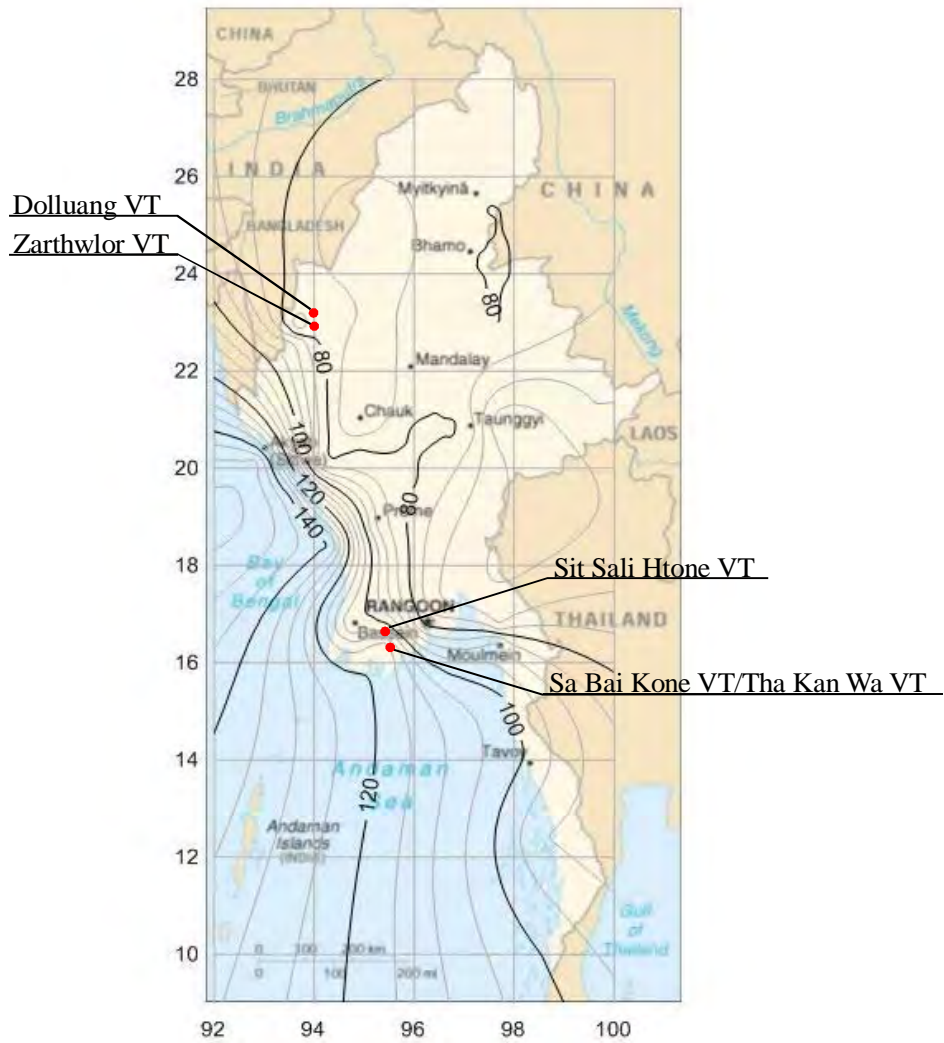 CHINA
28
BHUTAN
Brahmaputra
INDIA
26
Myitkyinā
CHINA
Dolluang VT
BANGLADESH
Zarthwlor VT
Bhamo
24
80
Mekong
80
22
Mandalay
Chauk
Taunggyi
LAOS
100
20
120
80
Prome
140
18
Bay
of
Bengal
Sit Sali Htone VT
RANGOON
THAILAND
Bassein
16
Moulmein
Sa Bai Kone VT/Tha Kan Wa VT
100
Tavoy
14
Andaman
Sea
120
Andaman
Islands
(INDIA)
12
Gulf
of
Thailand
10
0 100 200 km
0 100 200 mi
92 94 96 98 100